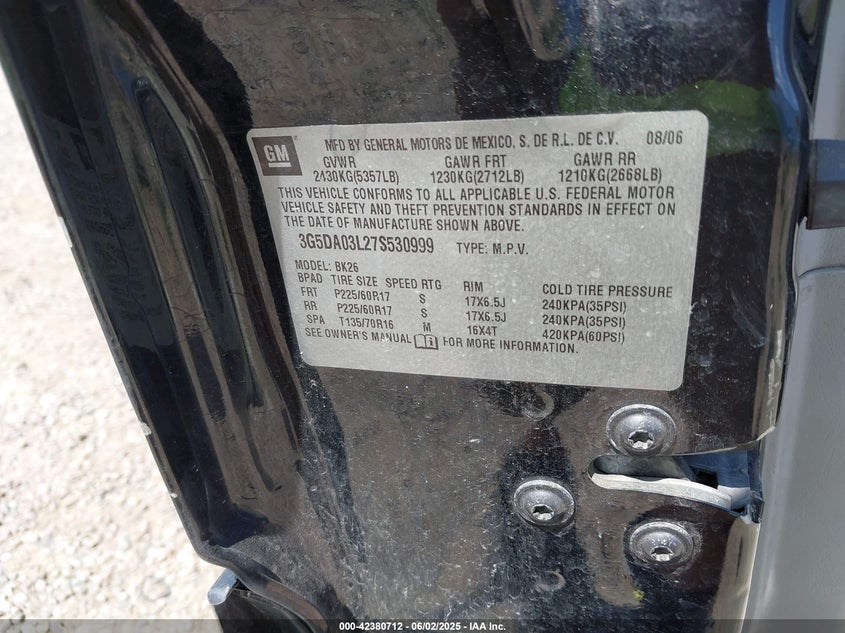 GM
MFD BY GENERAL MOTORS DE MEXICO, S. DE R.L. DE C.V. 08/06
GVWR GAWR FRT GAWR RR
2430KG(5357LB) 1230KG(2712LB) 1210KG(2668LB)
THIS VEHICLE CONFORMS TO ALL APPLICABLE U.S. FEDERAL MOTOR
VEHICLE SAFETY AND THEFT PREVENTION STANDARDS IN EFFECT ON
THE DATE OF MANUFACTURE SHOWN ABOVE.
3G5DA03L27S530999 TYPE: M.P.V.
MODEL: BK26
BPAD TIRE SIZE SPEED RTG RIM COLD TIRE PRESSURE
FRT P225/60R17 S 17X6.5J 240KPA(35PSI)
RR P225/60R17 S 17X6.5J 240KPA(35PSI)
SPA T135/70R16 M 16X4T 420KPA(60PSI)
SEE OWNER'S MANUAL FOR MORE INFORMATION.
000-42380712 - 06/02/2025 - IAA Inc.